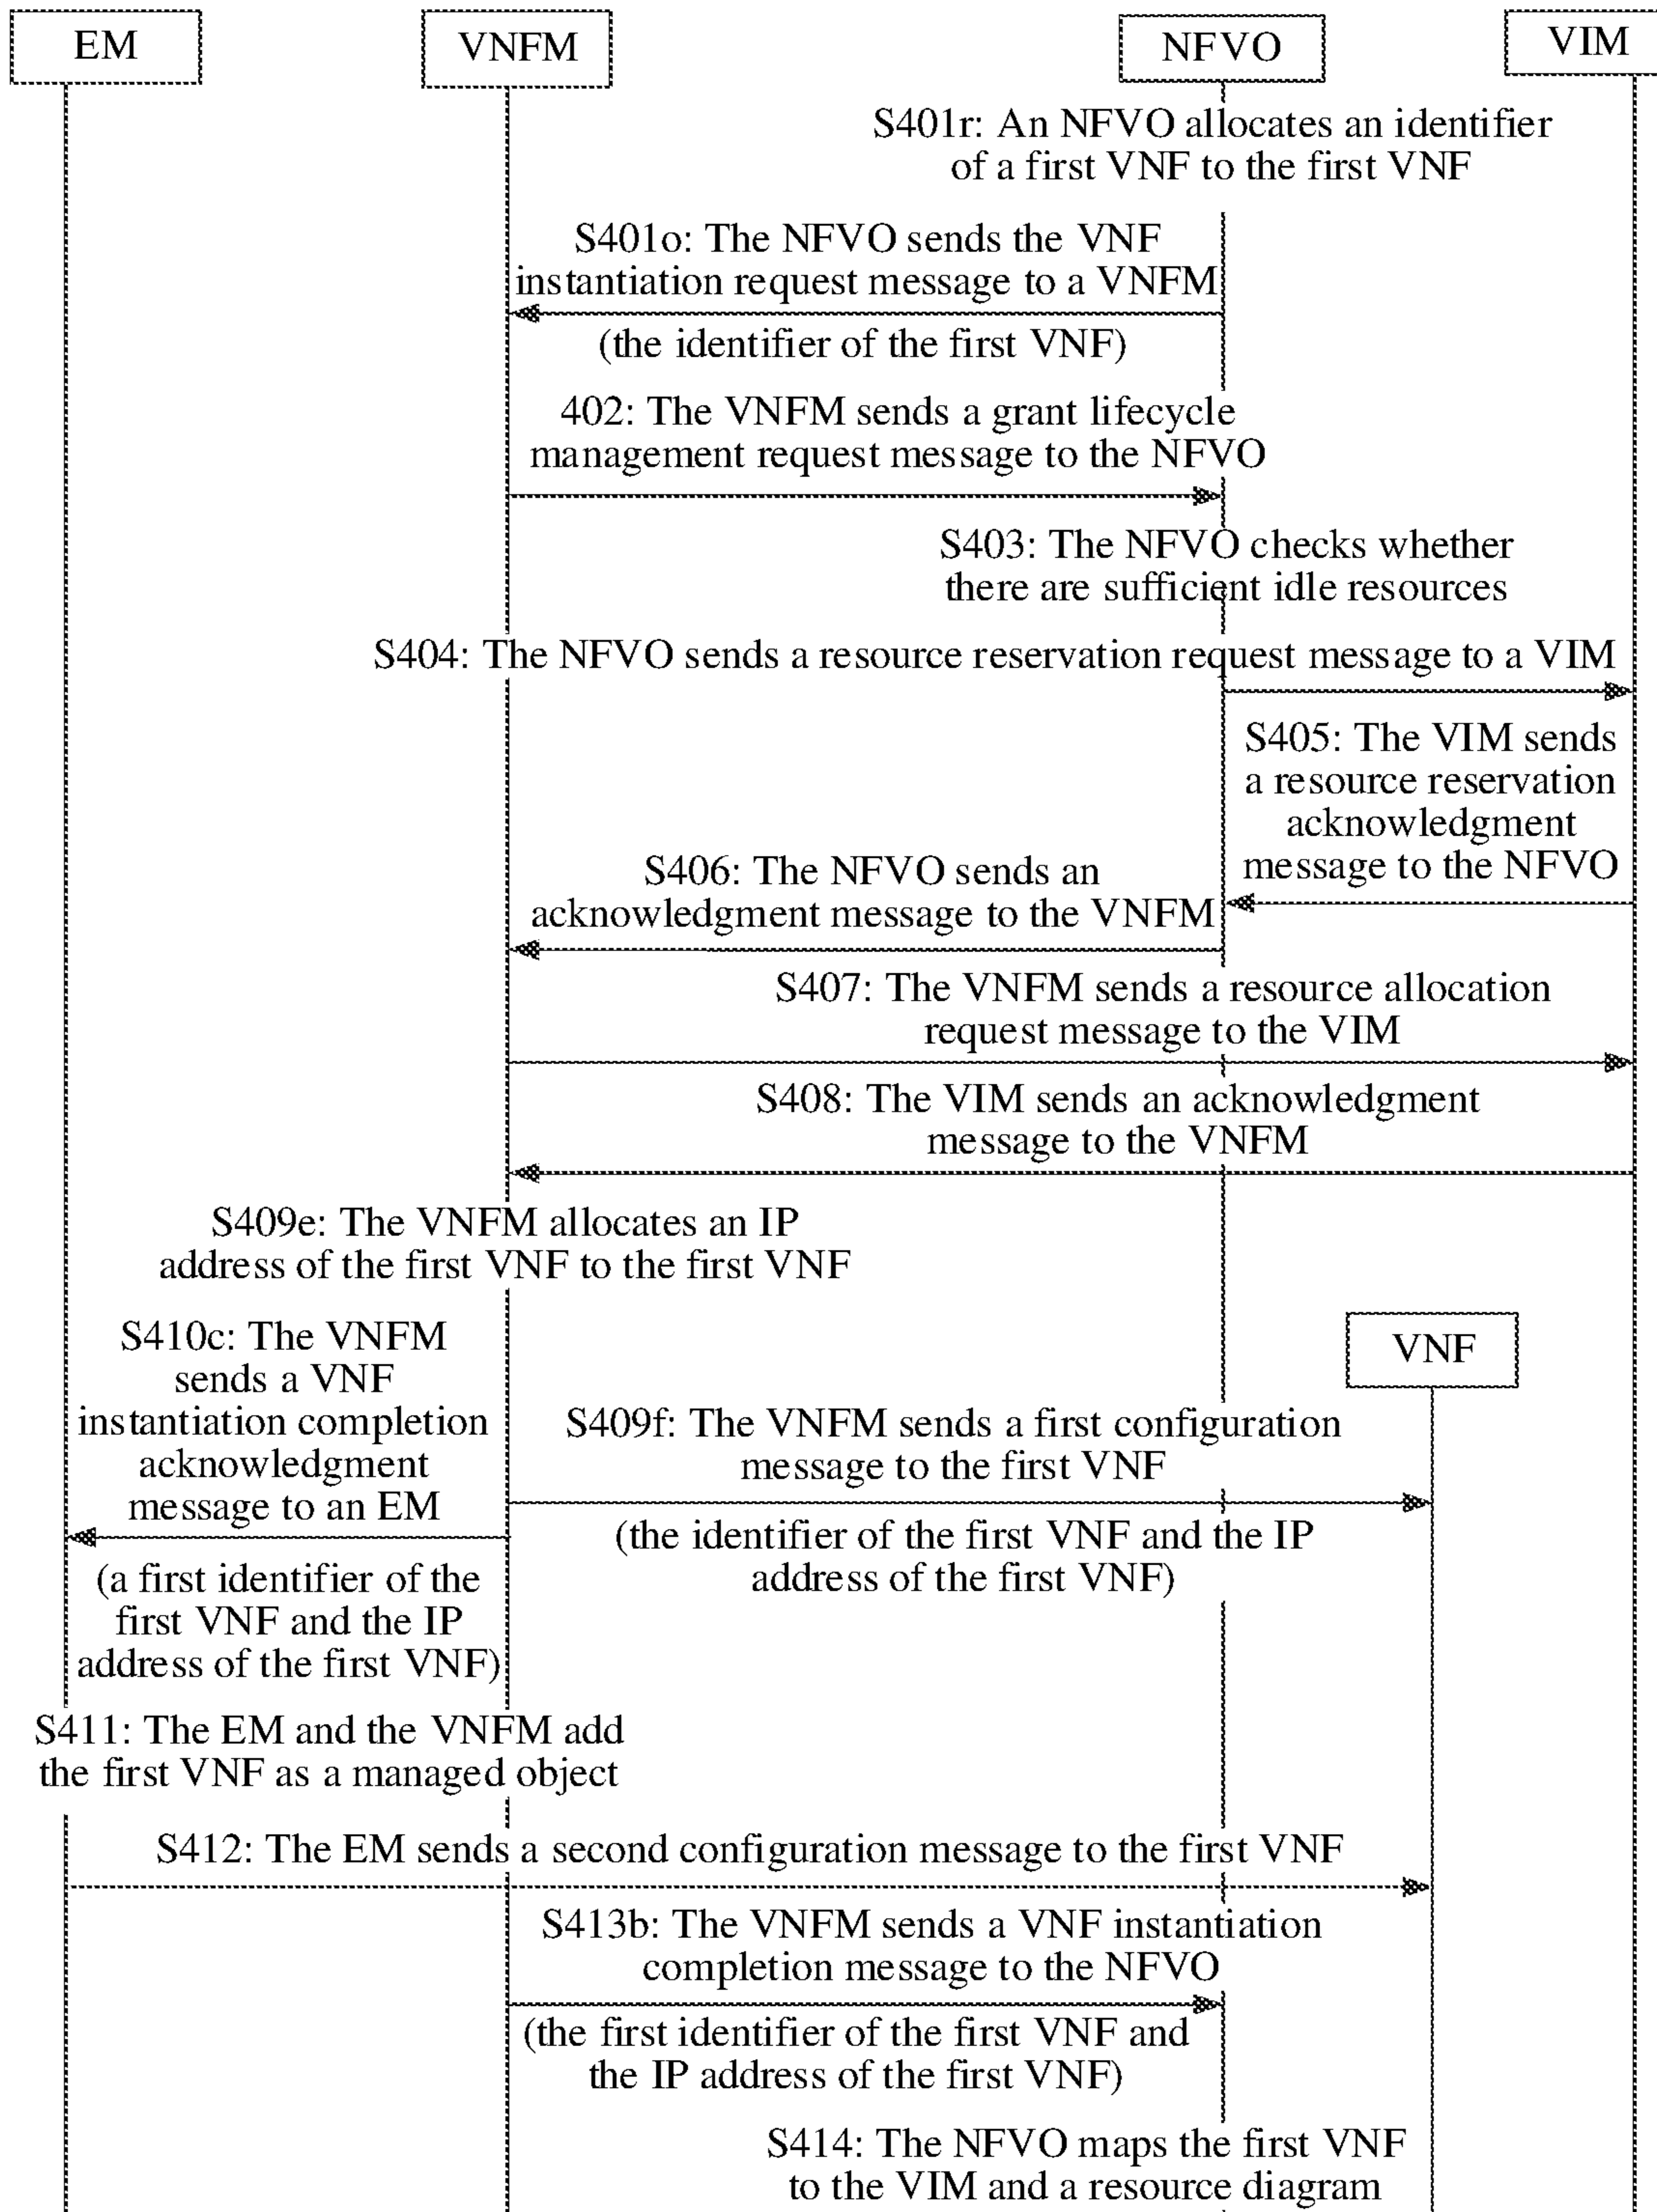 EM
VNFM
NFVO
VIM
S401r: An NFVO allocates an identifier
of a first VNF to the first VNF
S401o: The NFVO sends the VNF
instantiation request message to a VNFM
(the identifier of the first VNF)
402: The VNFM sends a grant lifecycle
management request message to the NFVO
S403: The NFVO checks whether
there are sufficient idle resources
S404: The NFVO sends a resource reservation request message to a VIM
S405: The VIM sends
a resource reservation
acknowledgment
message to the NFVO
S406: The NFVO sends an
acknowledgment message to the VNFM
S407: The VNFM sends a resource allocation
request message to the VIM
S408: The VIM sends an acknowledgment
message to the VNFM
S409e: The VNFM allocates an IP
address of the first VNF to the first VNF
VNF
S410c: The VNFM
sends a VNF
instantiation completion
acknowledgment
message to an EM
(a first identifier of the
first VNF and the IP
address of the first VNF)
S409f: The VNFM sends a first configuration
message to the first VNF
(the identifier of the first VNF and the IP
address of the first VNF)
S411: The EM and the VNFM add
the first VNF as a managed object
S412: The EM sends a second configuration message to the first VNF
S413b: The VNFM sends a VNF instantiation
completion message to the NFVO
(the first identifier of the first VNF and
the IP address of the first VNF)
S414: The NFVO maps the first VNF
to the VIM and a resource diagram